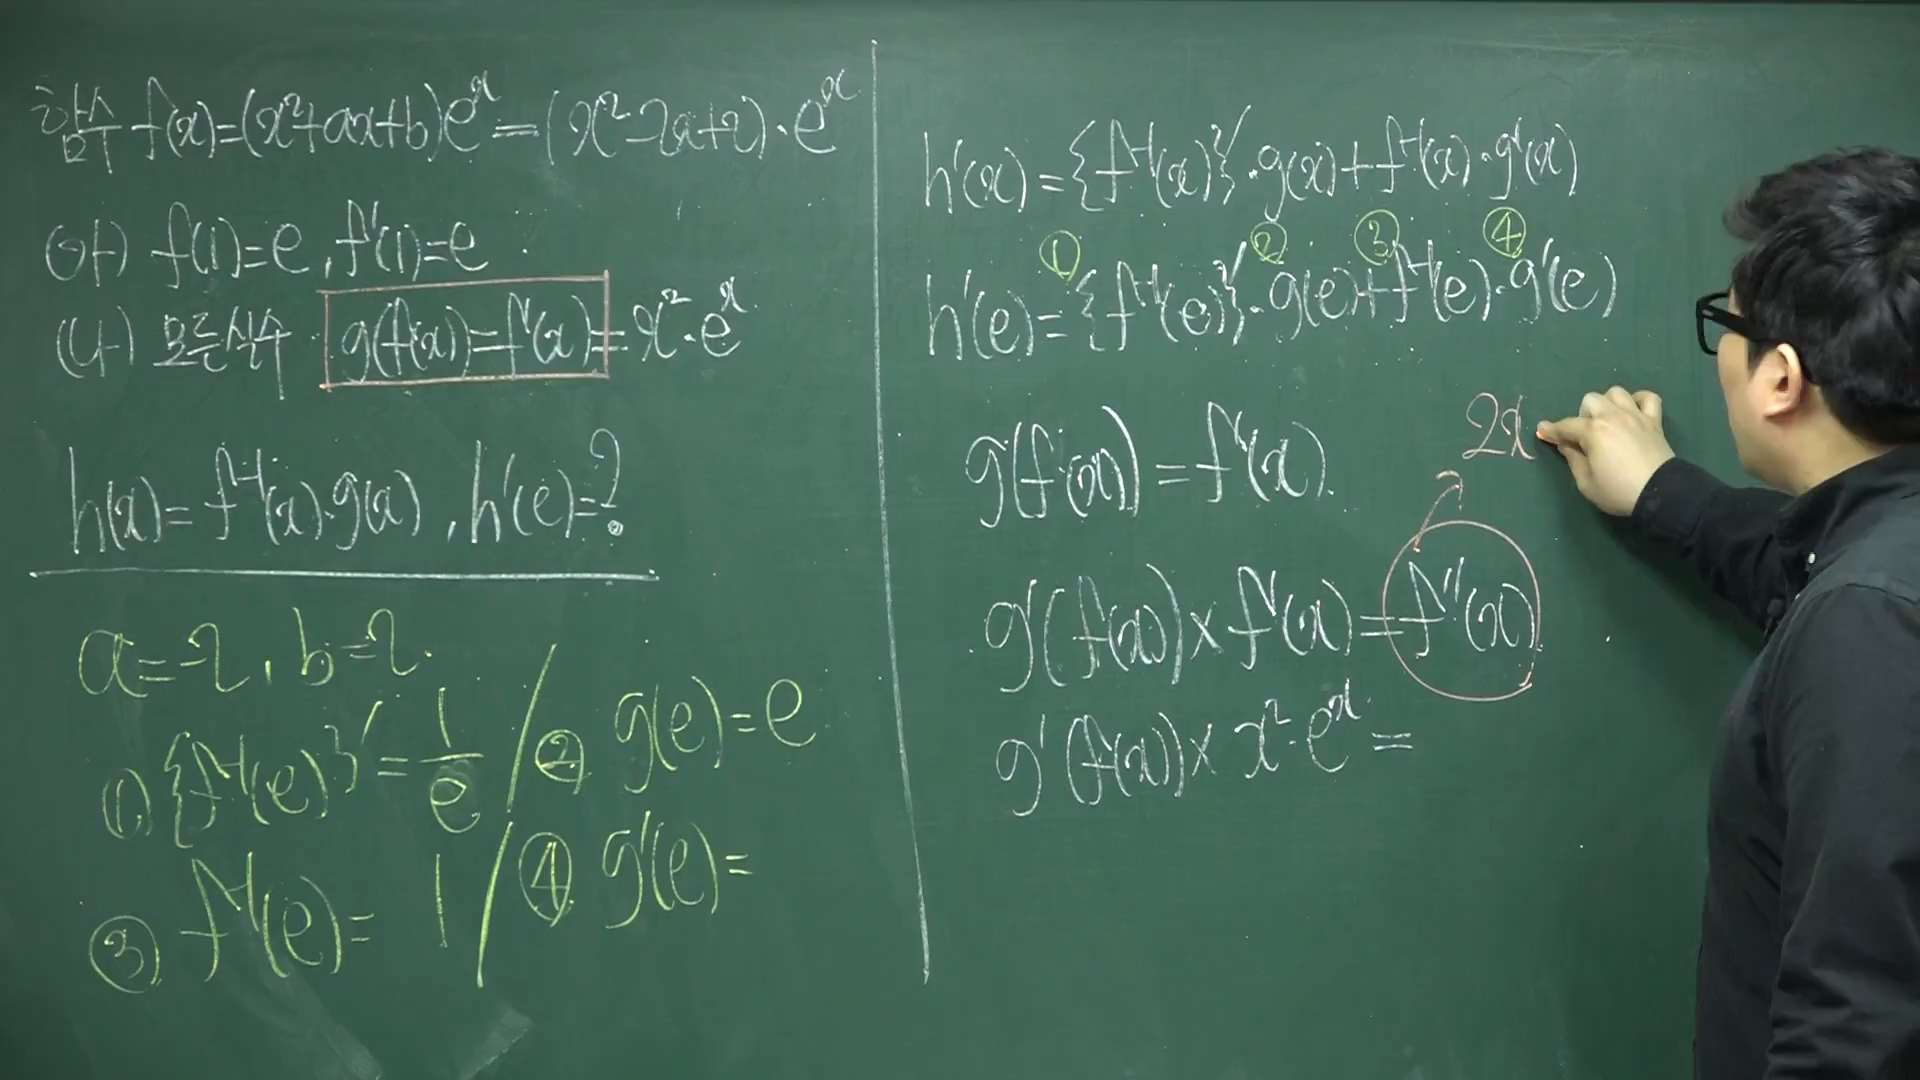 함수 f(x)=(x²+ax+b)eˣ=(x²-2x+2)·eˣ
(가) f(1)=e, f'(1)=e
(나) 모든실수 g(f(x))=f'(x)=x²·eˣ
h(x)=f⁻¹(x)·g(x), h'(e)=?
a=-2, b=2.
(1) {f⁻¹(e)}'=1/e / ② g(e)=e
③ f⁻¹(e)=1 / ④ g'(e)=
h'(x)={f⁻¹(x)}'·g(x)+f⁻¹(x)·g'(x)
① ② ③ ④
h'(e)={f⁻¹(e)}'·g(e)+f⁻¹(e)·g'(e)
g(f(x))=f'(x).
2x
g'(f(x))×f'(x)=f''(x)
g'(f(x))×x²·eˣ=